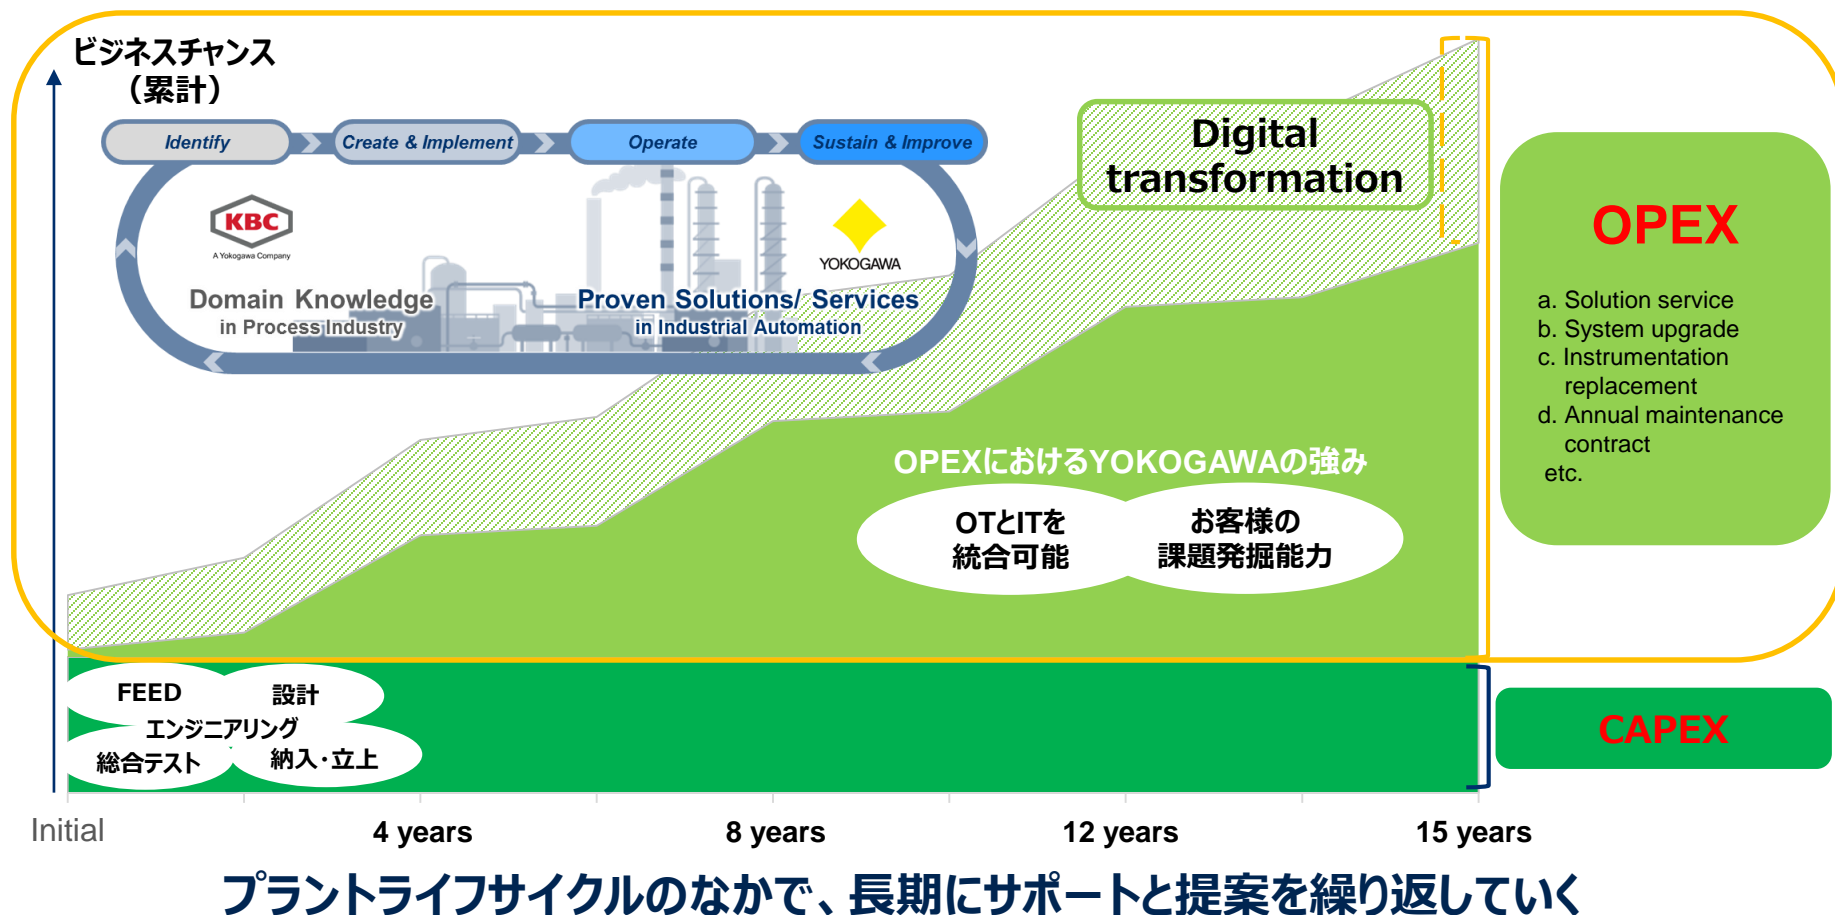 ビジネスチャンス
（累計）
Identify
Create & Implement
Operate
Sustain & Improve
KBC
A Yokogawa Company
YOKOGAWA
Domain Knowledge
in Process Industry
Proven Solutions/ Services
in Industrial Automation
Digital
transformation
OPEX
a. Solution service
b. System upgrade
c. Instrumentation
replacement
d. Annual maintenance
contract
etc.
OPEXにおけるYOKOGAWAの強み
OTとITを
統合可能
お客様の
課題発掘能力
FEED
設計
エンジニアリング
総合テスト
納入・立上
CAPEX
Initial
4 years
8 years
12 years
15 years
プラントライフサイクルのなかで、長期にサポートと提案を繰り返していく